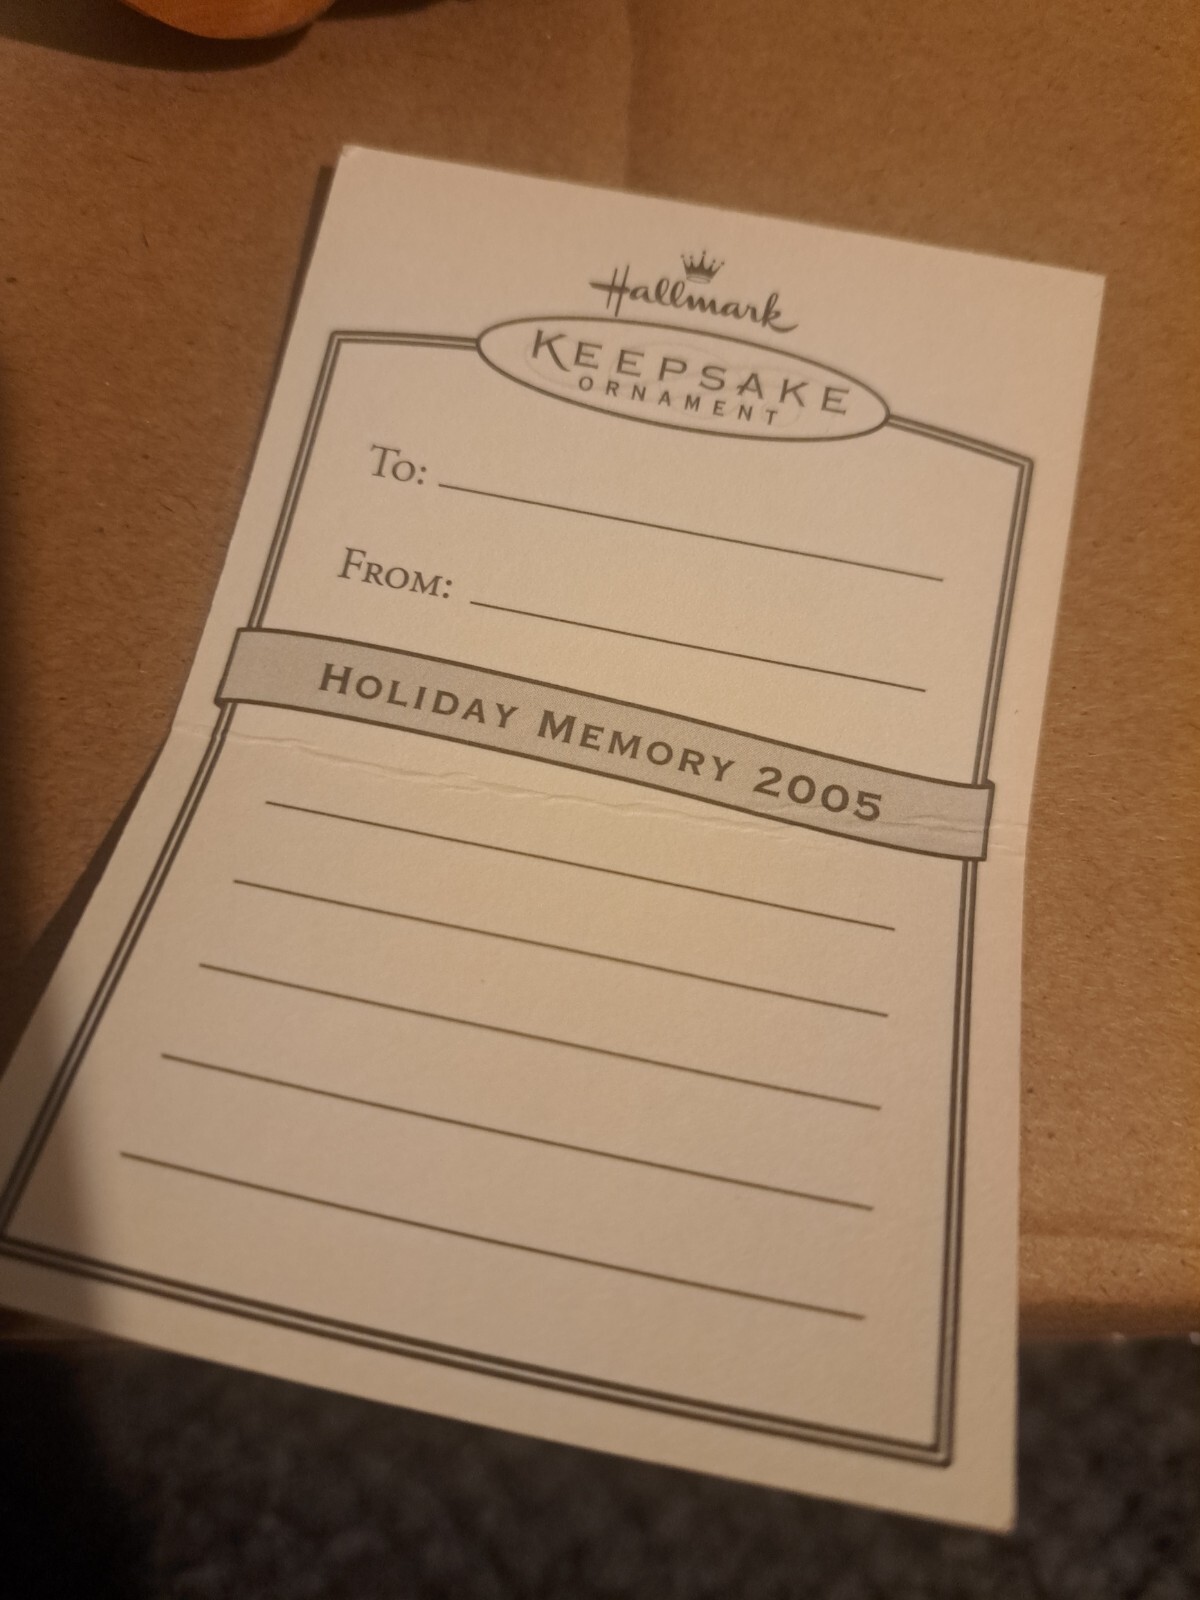 Hallmark
KEEPSAKE
ORNAMENT
TO:
FROM:
HOLIDAY MEMORY 2005